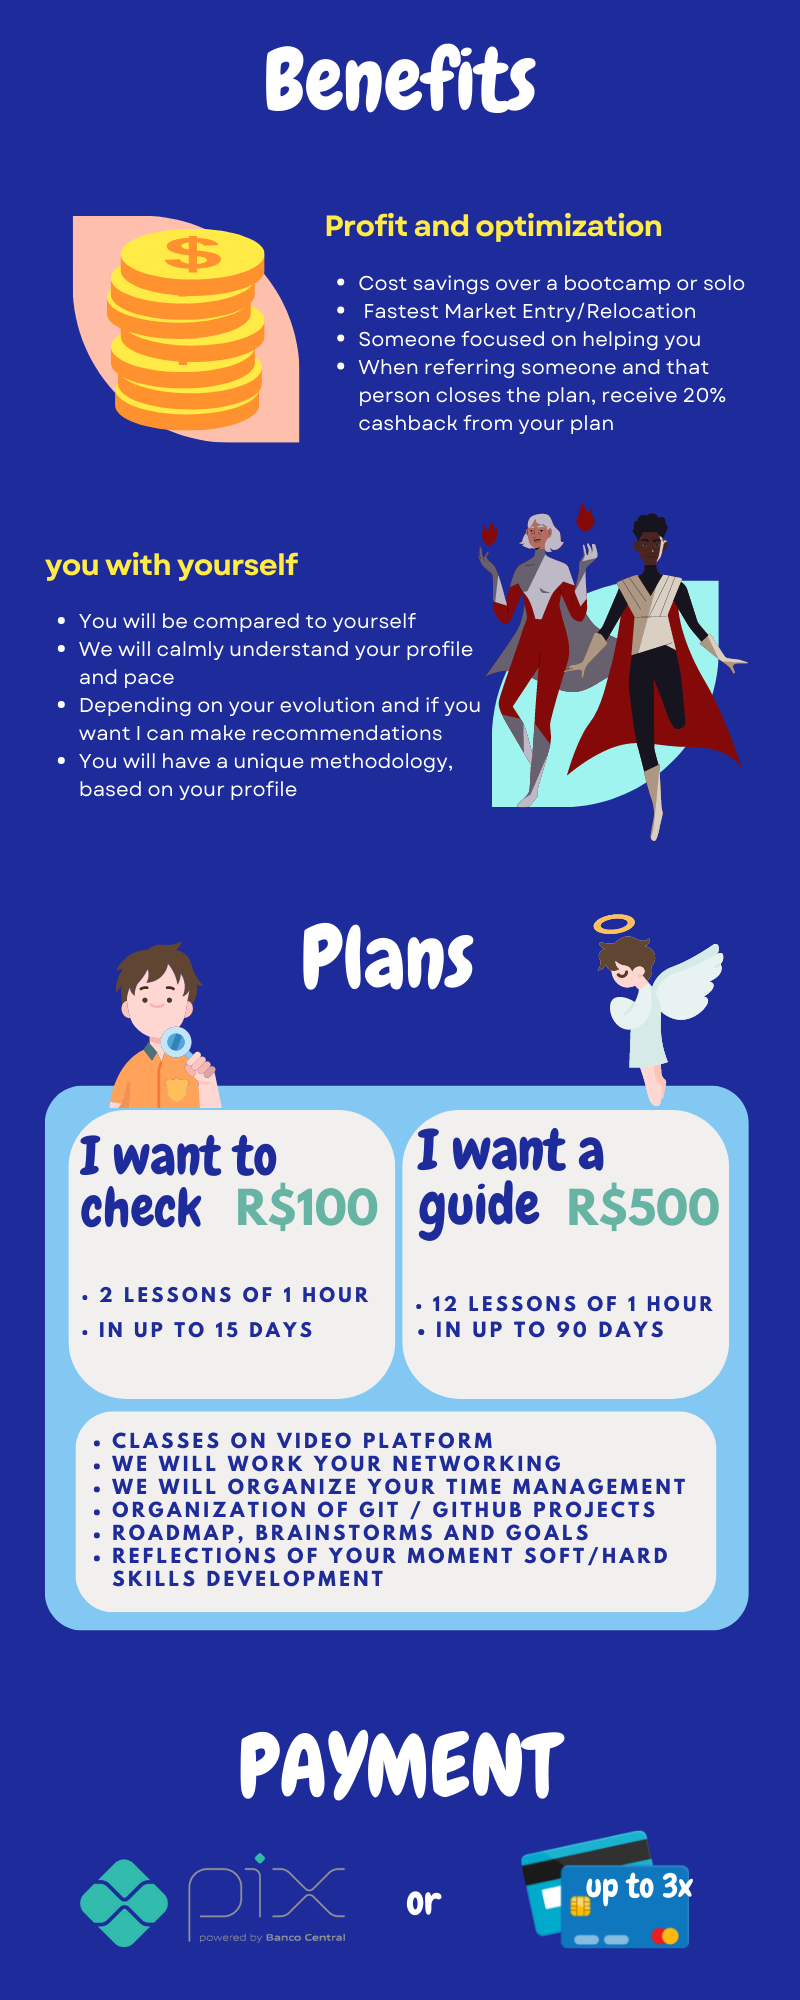 Benefits
$
Profit and optimization
• Cost savings over a bootcamp or solo
• Fastest Market Entry/Relocation
• Someone focused on helping you
• When referring someone and that
person closes the plan, receive 20%
cashback from your plan
you with yourself
• You will be compared to yourself
• We will calmly understand your profile
and pace
• Depending on your evolution and if you
want I can make recommendations
• You will have a unique methodology,
based on your profile
Plans
I want to
check R$100
• 2 LESSONS OF 1 HOUR
• IN UP TO 15 DAYS
I want a
guide R$500
• 12 LESSONS OF 1 HOUR
• IN UP TO 90 DAYS
• CLASSES ON VIDEO PLATFORM
• WE WILL WORK YOUR NETWORKING
• WE WILL ORGANIZE YOUR TIME MANAGEMENT
• ORGANIZATION OF GIT / GITHUB PROJECTS
• ROADMAP, BRAINSTORMS AND GOALS
• REFLECTIONS OF YOUR MOMENT SOFT/HARD
SKILLS DEVELOPMENT
PAYMENT
pix
powered by Banco Central
or
up to 3x